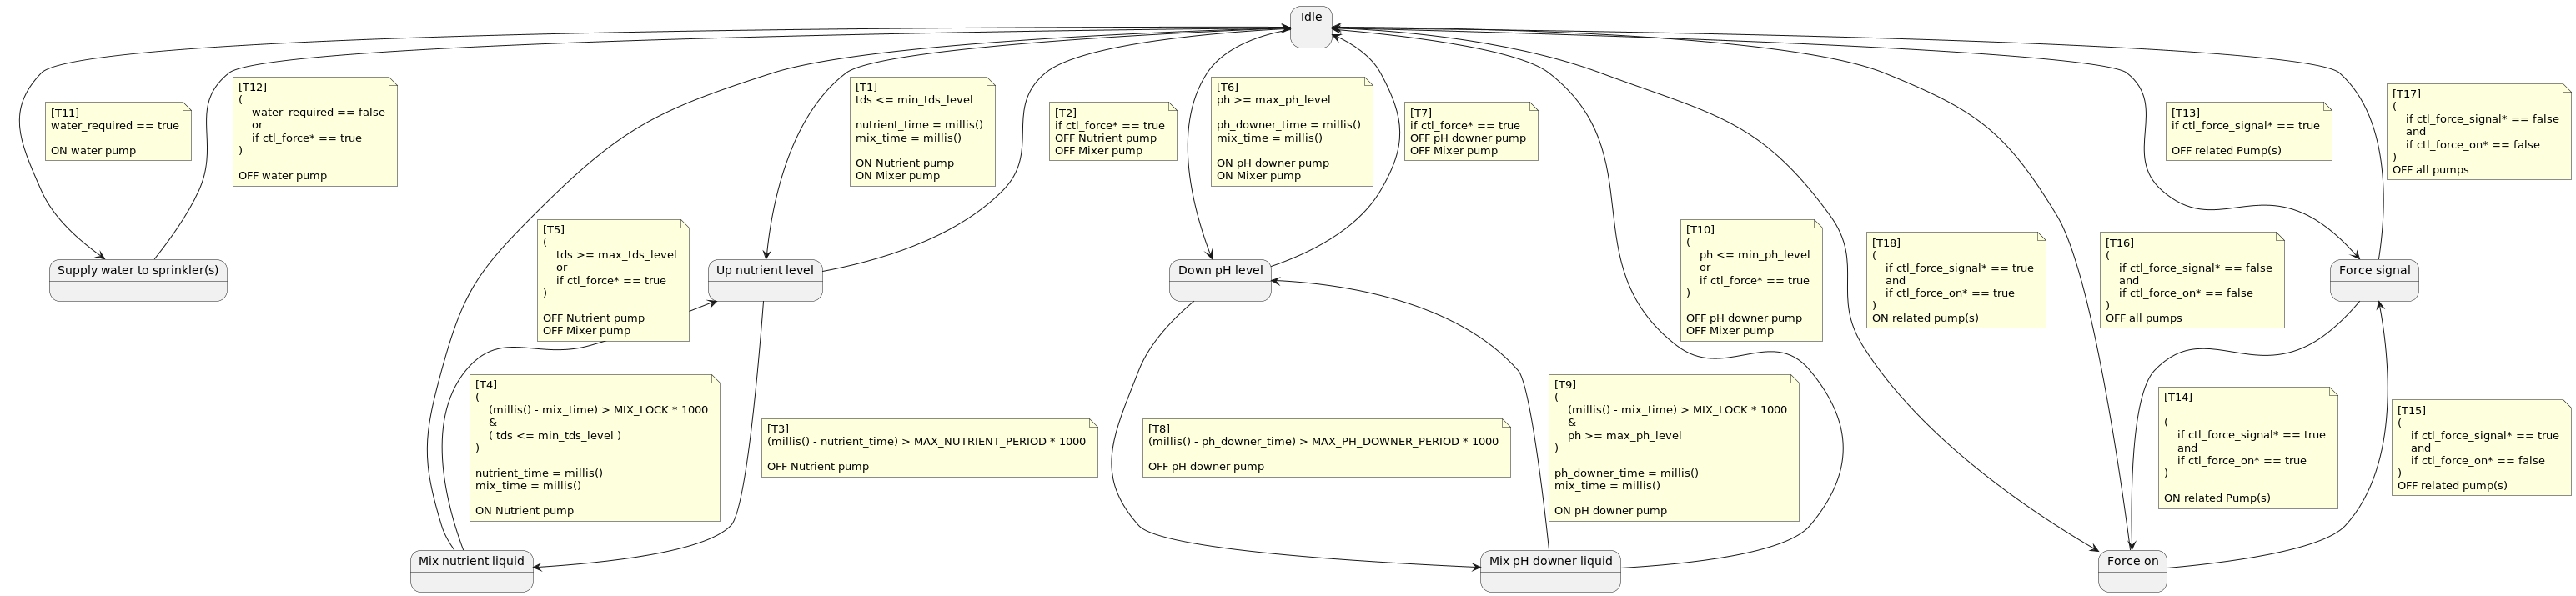 Idle
[T11]
water_required == true
ON water pump
[T12]
(
water_required == false
or
if ctl_force* == true
)
OFF water pump
[T1]
tds <= min_tds_level
nutrient_time = millis()
mix_time = millis()
ON Nutrient pump
ON Mixer pump
[T2]
if ctl_force* == true
OFF Nutrient pump
OFF Mixer pump
[T6]
ph >= max_ph_level
ph_downer_time = millis()
mix_time = millis()
ON pH downer pump
ON Mixer pump
[T7]
if ctl_force* == true
OFF pH downer pump
OFF Mixer pump
[T13]
if ctl_force_signal* == true
OFF related Pump(s)
[T17]
(
if ctl_force_signal* == false
and
if ctl_force_on* == false
)
OFF all pumps
Supply water to sprinkler(s)
[T5]
(
tds >= max_tds_level
or
if ctl_force* == true
)
OFF Nutrient pump
OFF Mixer pump
Up nutrient level
Down pH level
[T10]
(
ph <= min_ph_level
or
if ctl_force* == true
)
OFF pH downer pump
OFF Mixer pump
[T18]
(
if ctl_force_signal* == true
and
if ctl_force_on* == true
)
ON related pump(s)
[T16]
(
if ctl_force_signal* == false
and
if ctl_force_on* == false
)
OFF all pumps
Force signal
[T4]
(
(millis() - mix_time) > MIX_LOCK * 1000
&
( tds <= min_tds_level )
)
nutrient_time = millis()
mix_time = millis()
ON Nutrient pump
[T3]
(millis() - nutrient_time) > MAX_NUTRIENT_PERIOD * 1000
OFF Nutrient pump
[T8]
(millis() - ph_downer_time) > MAX_PH_DOWNER_PERIOD * 1000
OFF pH downer pump
[T9]
(
(millis() - mix_time) > MIX_LOCK * 1000
&
ph >= max_ph_level
)
ph_downer_time = millis()
mix_time = millis()
ON pH downer pump
[T14]
(
if ctl_force_signal* == true
and
if ctl_force_on* == true
)
ON related Pump(s)
[T15]
(
if ctl_force_signal* == true
and
if ctl_force_on* == false
)
OFF related pump(s)
Mix nutrient liquid
Mix pH downer liquid
Force on